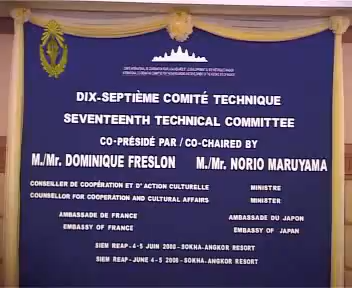 DIX-SEPTIÈME COMITÉ TECHNIQUE
SEVENTEENTH TECHNICAL COMMITTEE
CO-PRÉSIDÉ PAR / CO-CHAIRED BY
M./Mr. DOMINIQUE FRESLON M./Mr. NORIO MARUYAMA
CONSEILLER DE COOPÉRATION ET D'ACTION CULTURELLE MINISTRE
COUNSELLOR FOR COOPERATION AND CULTURAL AFFAIRS MINISTER
AMBASSADE DE FRANCE AMBASSADE DU JAPON
EMBASSY OF FRANCE EMBASSY OF JAPAN
SIEM REAP - 4-5 JUIN 2008 - SOKHA-ANGKOR RESORT
SIEM REAP - JUNE 4-5 2008 - SOKHA-ANGKOR RESORT